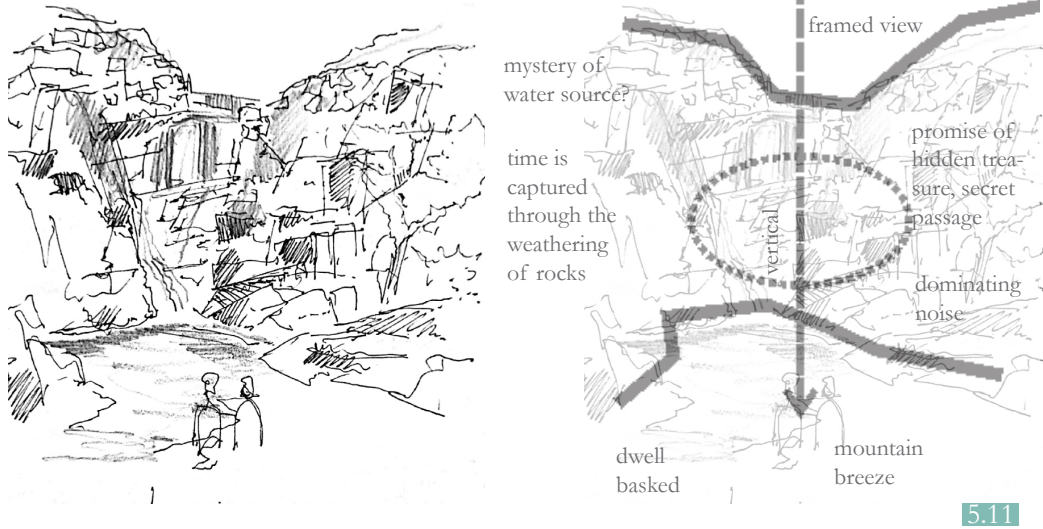 framed view
mystery of
water source?
time is
captured
through the
weathering
of rocks
promise of
hidden trea-
sure, secret
passage
vertical
dominating
noise
dwell
basked
mountain
breeze
5.11